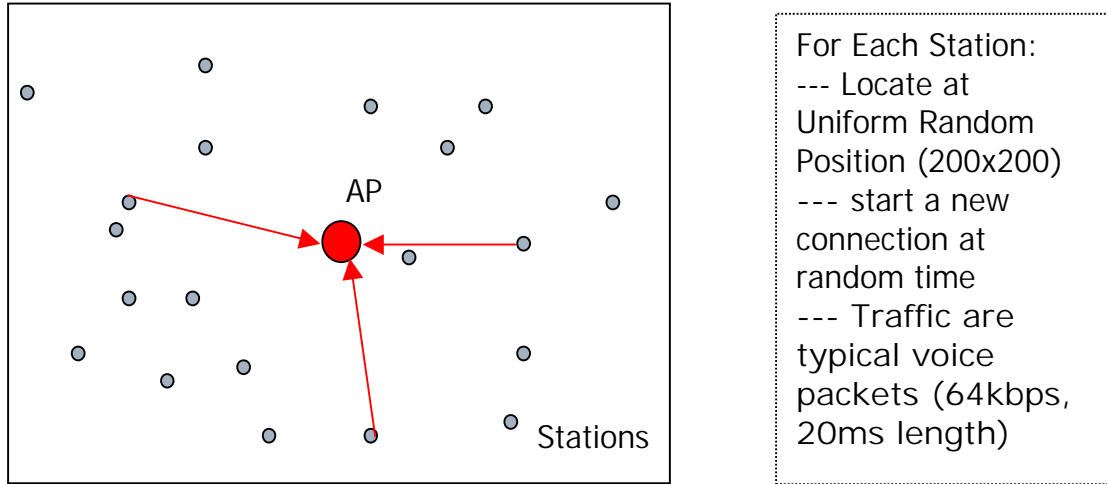 AP
Stations
For Each Station:
--- Locate at
Uniform Random
Position (200x200)
--- start a new
connection at
random time
--- Traffic are
typical voice
packets (64kbps,
20ms length)